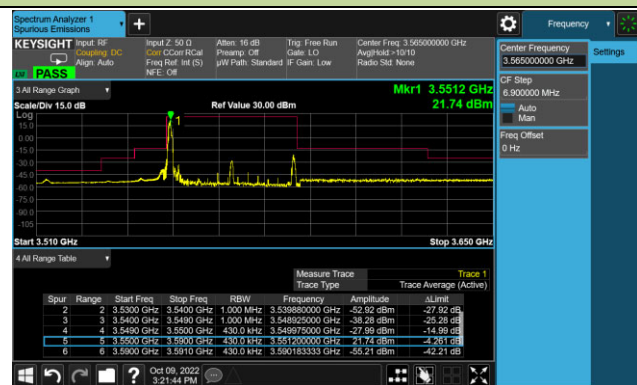 Spectrum Analyzer 1
Spurious Emissions
Frequency
KEYSIGHT
Input: RF
Coupling: DC
Align: Auto
Input Z: 50 Ω
Corr CCorr RCal
Freq Ref: Int (S)
NFE: Off
Atten: 16 dB
Preamp: Off
µW Path: Standard
Trig: Free Run
Gate: LO
IF Gain: Low
Center Freq: 3.565000000 GHz
Avg|Hold:>10/10
Radio Std: None
PASS
Center Frequency
3.565000000 GHz
Settings
CF Step
6.900000 MHz
Auto
Man
Freq Offset
0 Hz
3 All Range Graph
Mkr1 3.5512 GHz
21.74 dBm
Scale/Div 15.0 dB
Ref Value 30.00 dBm
Log
15.0
0.00
-15.0
-30.0
-45.0
-60.0
-75.0
-90.0
-105
1
Start 3.510 GHz
Stop 3.650 GHz
4 All Range Table
Measure Trace Trace 1
Trace Type Trace Average (Active)
Spur Range Start Freq Stop Freq RBW Frequency Amplitude ΔLimit
2 2 3.5300 GHz 3.5400 GHz 1.000 MHz 3.539880000 GHz -52.92 dBm -27.92 dB
3 3 3.5400 GHz 3.5490 GHz 1.000 MHz 3.548925000 GHz -38.28 dBm -25.28 dB
4 4 3.5490 GHz 3.5500 GHz 430.0 kHz 3.549975000 GHz -27.99 dBm -14.99 dB
5 5 3.5500 GHz 3.5900 GHz 430.0 kHz 3.551200000 GHz 21.74 dBm -4.261 dB
6 6 3.5900 GHz 3.5910 GHz 430.0 kHz 3.590183333 GHz -55.21 dBm -42.21 dB
Oct 09, 2022
3:21:44 PM